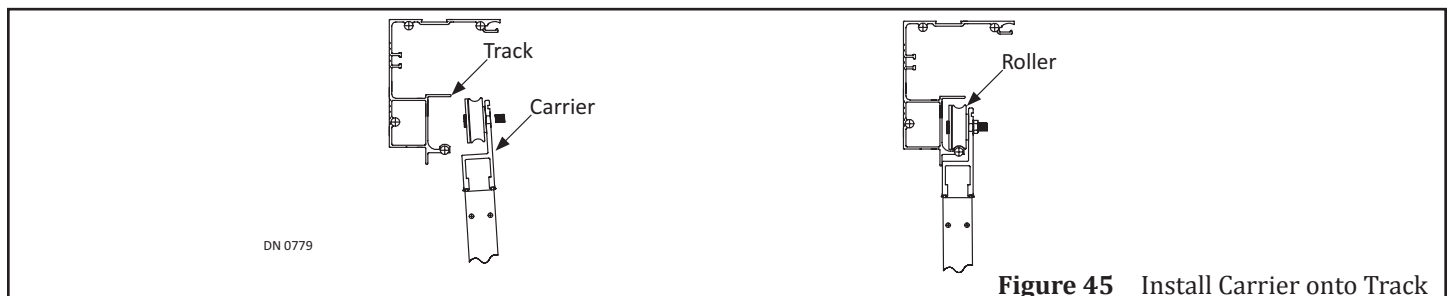 Track
Carrier
Roller
DN 0779
Figure 45 Install Carrier onto Track